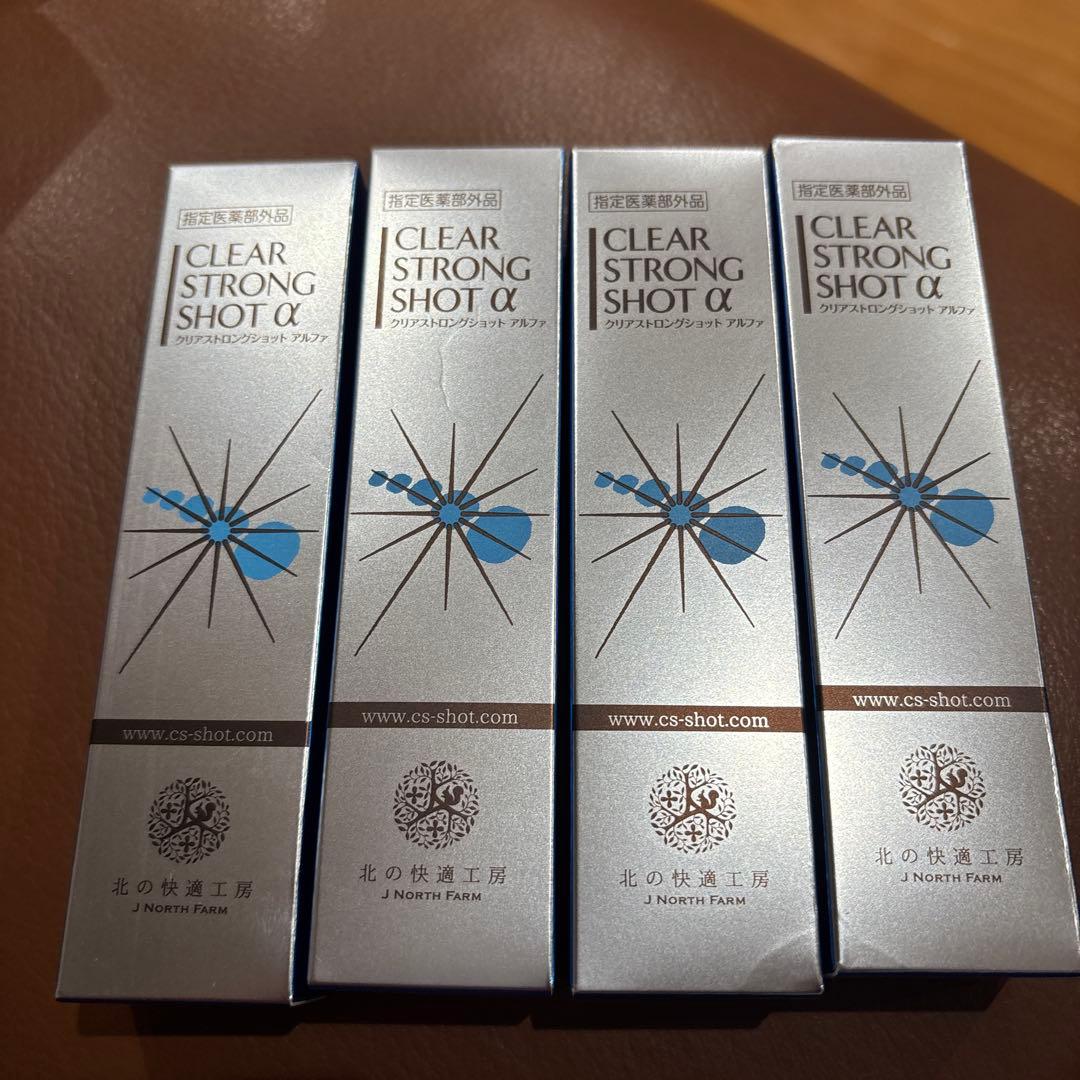 指定医薬部外品
CLEAR
STRONG
SHOT α
クリアストロングショット アルファ
www.cs-shot.com
北の快適工房
J NORTH FARM
指定医薬部外品
CLEAR
STRONG
SHOT α
クリアストロングショット アルファ
www.cs-shot.com
北の快適工房
J NORTH FARM
指定医薬部外品
CLEAR
STRONG
SHOT α
クリアストロングショット アルファ
www.cs-shot.com
北の快適工房
J NORTH FARM
指定医薬部外品
CLEAR
STRONG
SHOT α
クリアストロングショット アルファ
www.cs-shot.com
北の快適工房
J NORTH FARM